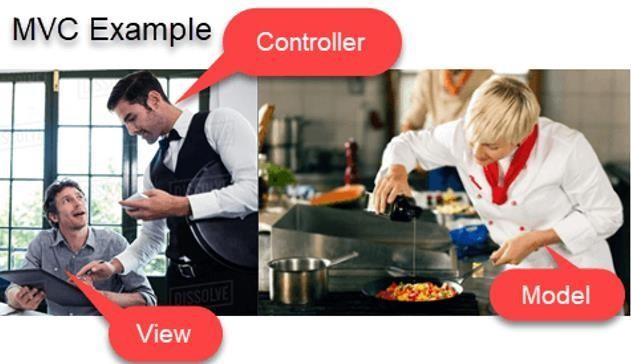 MVC Example
Controller
DISSOLVE
View
Model